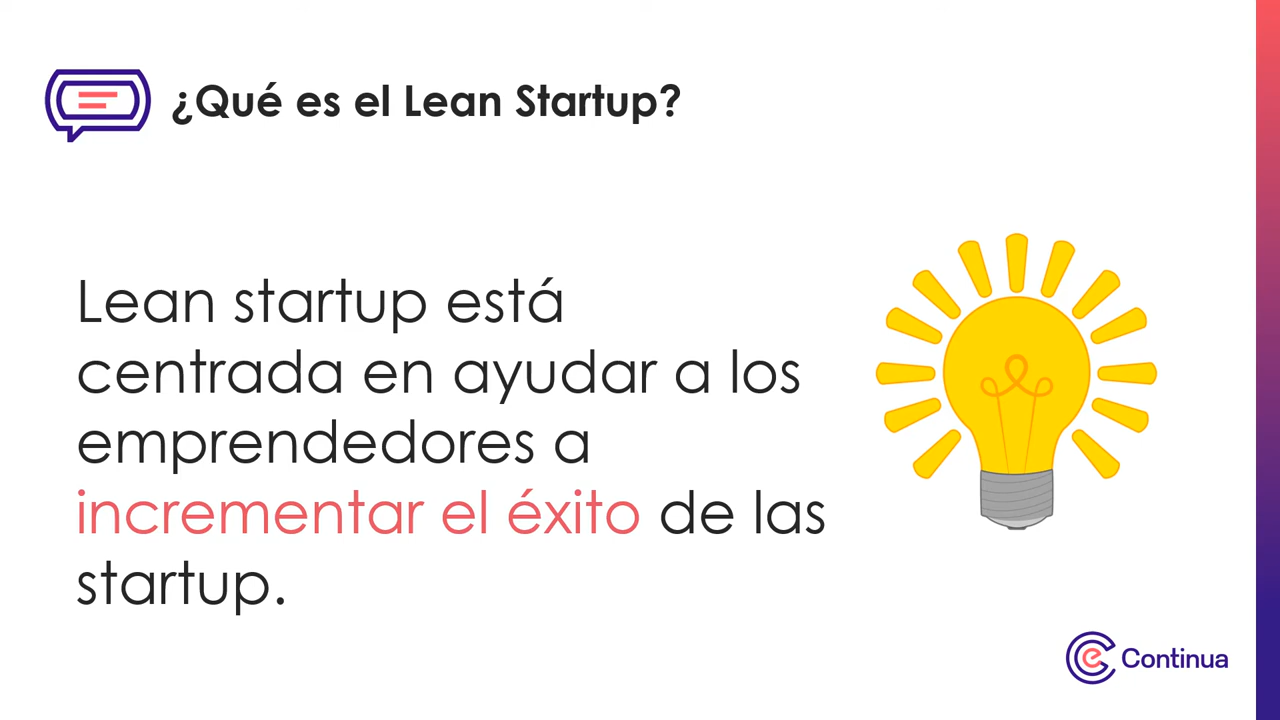 ¿Qué es el Lean Startup?
Lean startup está
centrada en ayudar a los
emprendedores a
incrementar el éxito de las
startup.
Continua